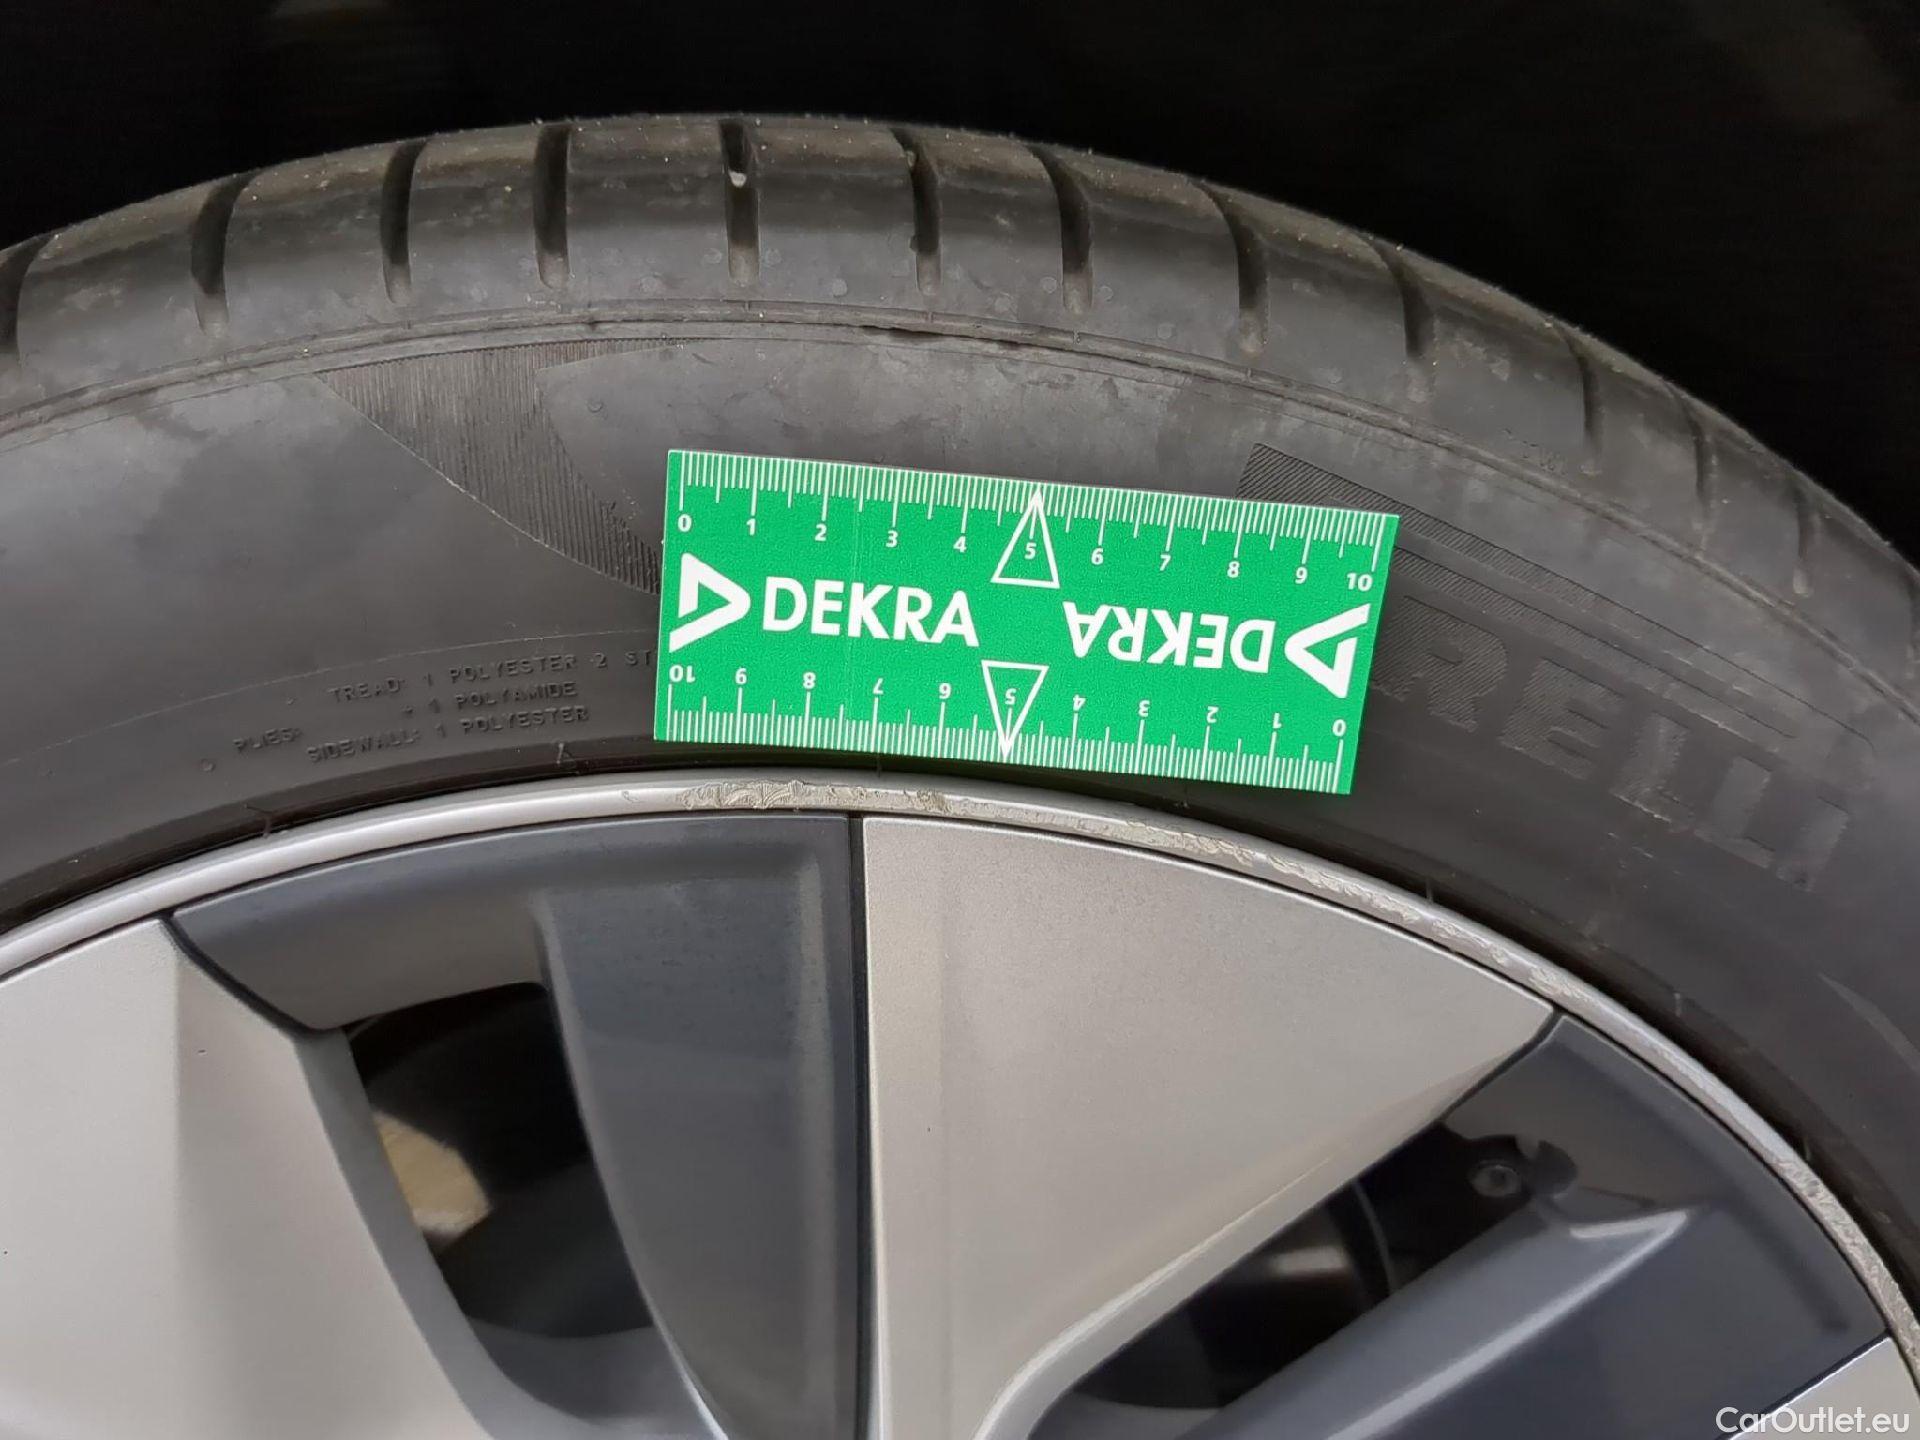 0 1 2 3 4 5 6 7 8 9 10
DEKRA DEKRA
10 9 8 7 6 5 4 3 2 1 0
RELLI
TREAD: 1 POLYESTER 2 ST
+ 1 POLYAMIDE
PLIES:
SIDEWALL: 1 POLYESTER
CarOutlet.eu